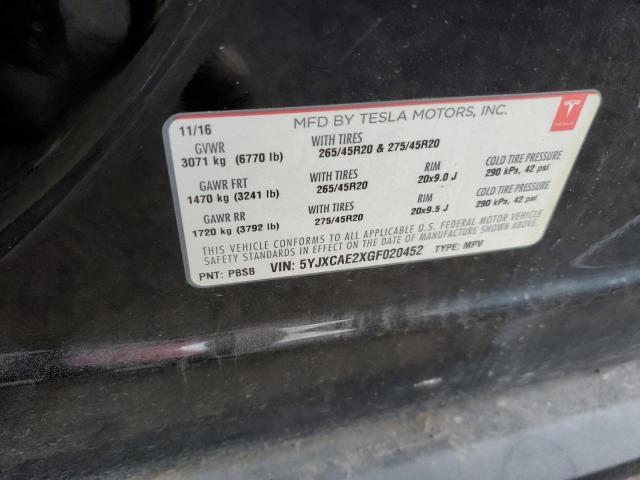 11/16 MFD BY TESLA MOTORS, INC.
TESLA
GVWR WITH TIRES
3071 kg (6770 lb) 265/45R20 & 275/45R20
GAWR FRT WITH TIRES RIM COLD TIRE PRESSURE
1470 kg (3241 lb) 265/45R20 20x9.0 J 290 kPa, 42 psi
GAWR RR WITH TIRES RIM COLD TIRE PRESSURE
1720 kg (3792 lb) 275/45R20 20x9.5 J 290 kPa, 42 psi
THIS VEHICLE CONFORMS TO ALL APPLICABLE U.S. FEDERAL MOTOR VEHICLE
SAFETY STANDARDS IN EFFECT ON THE DATE OF MANUFACTURE SHOWN ABOVE.
PNT: PBSB VIN: 5YJXCAE2XGF020452 TYPE: MPV